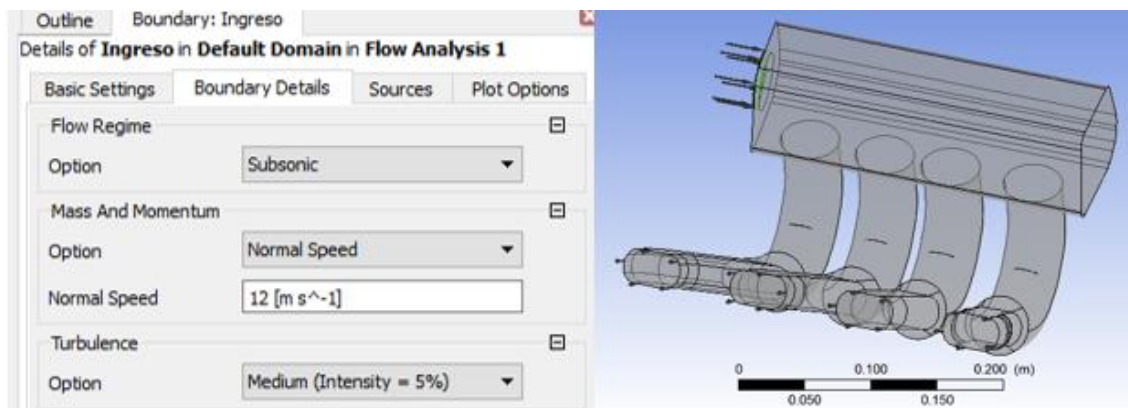 Outline Boundary: Ingreso
Details of Ingreso in Default Domain in Flow Analysis 1
Basic Settings Boundary Details Sources Plot Options
Flow Regime
Option Subsonic
Mass And Momentum
Option Normal Speed
Normal Speed 12 [m s^-1]
Turbulence
Option Medium (Intensity = 5%)
0 0.100 0.200 (m)
0.050 0.150